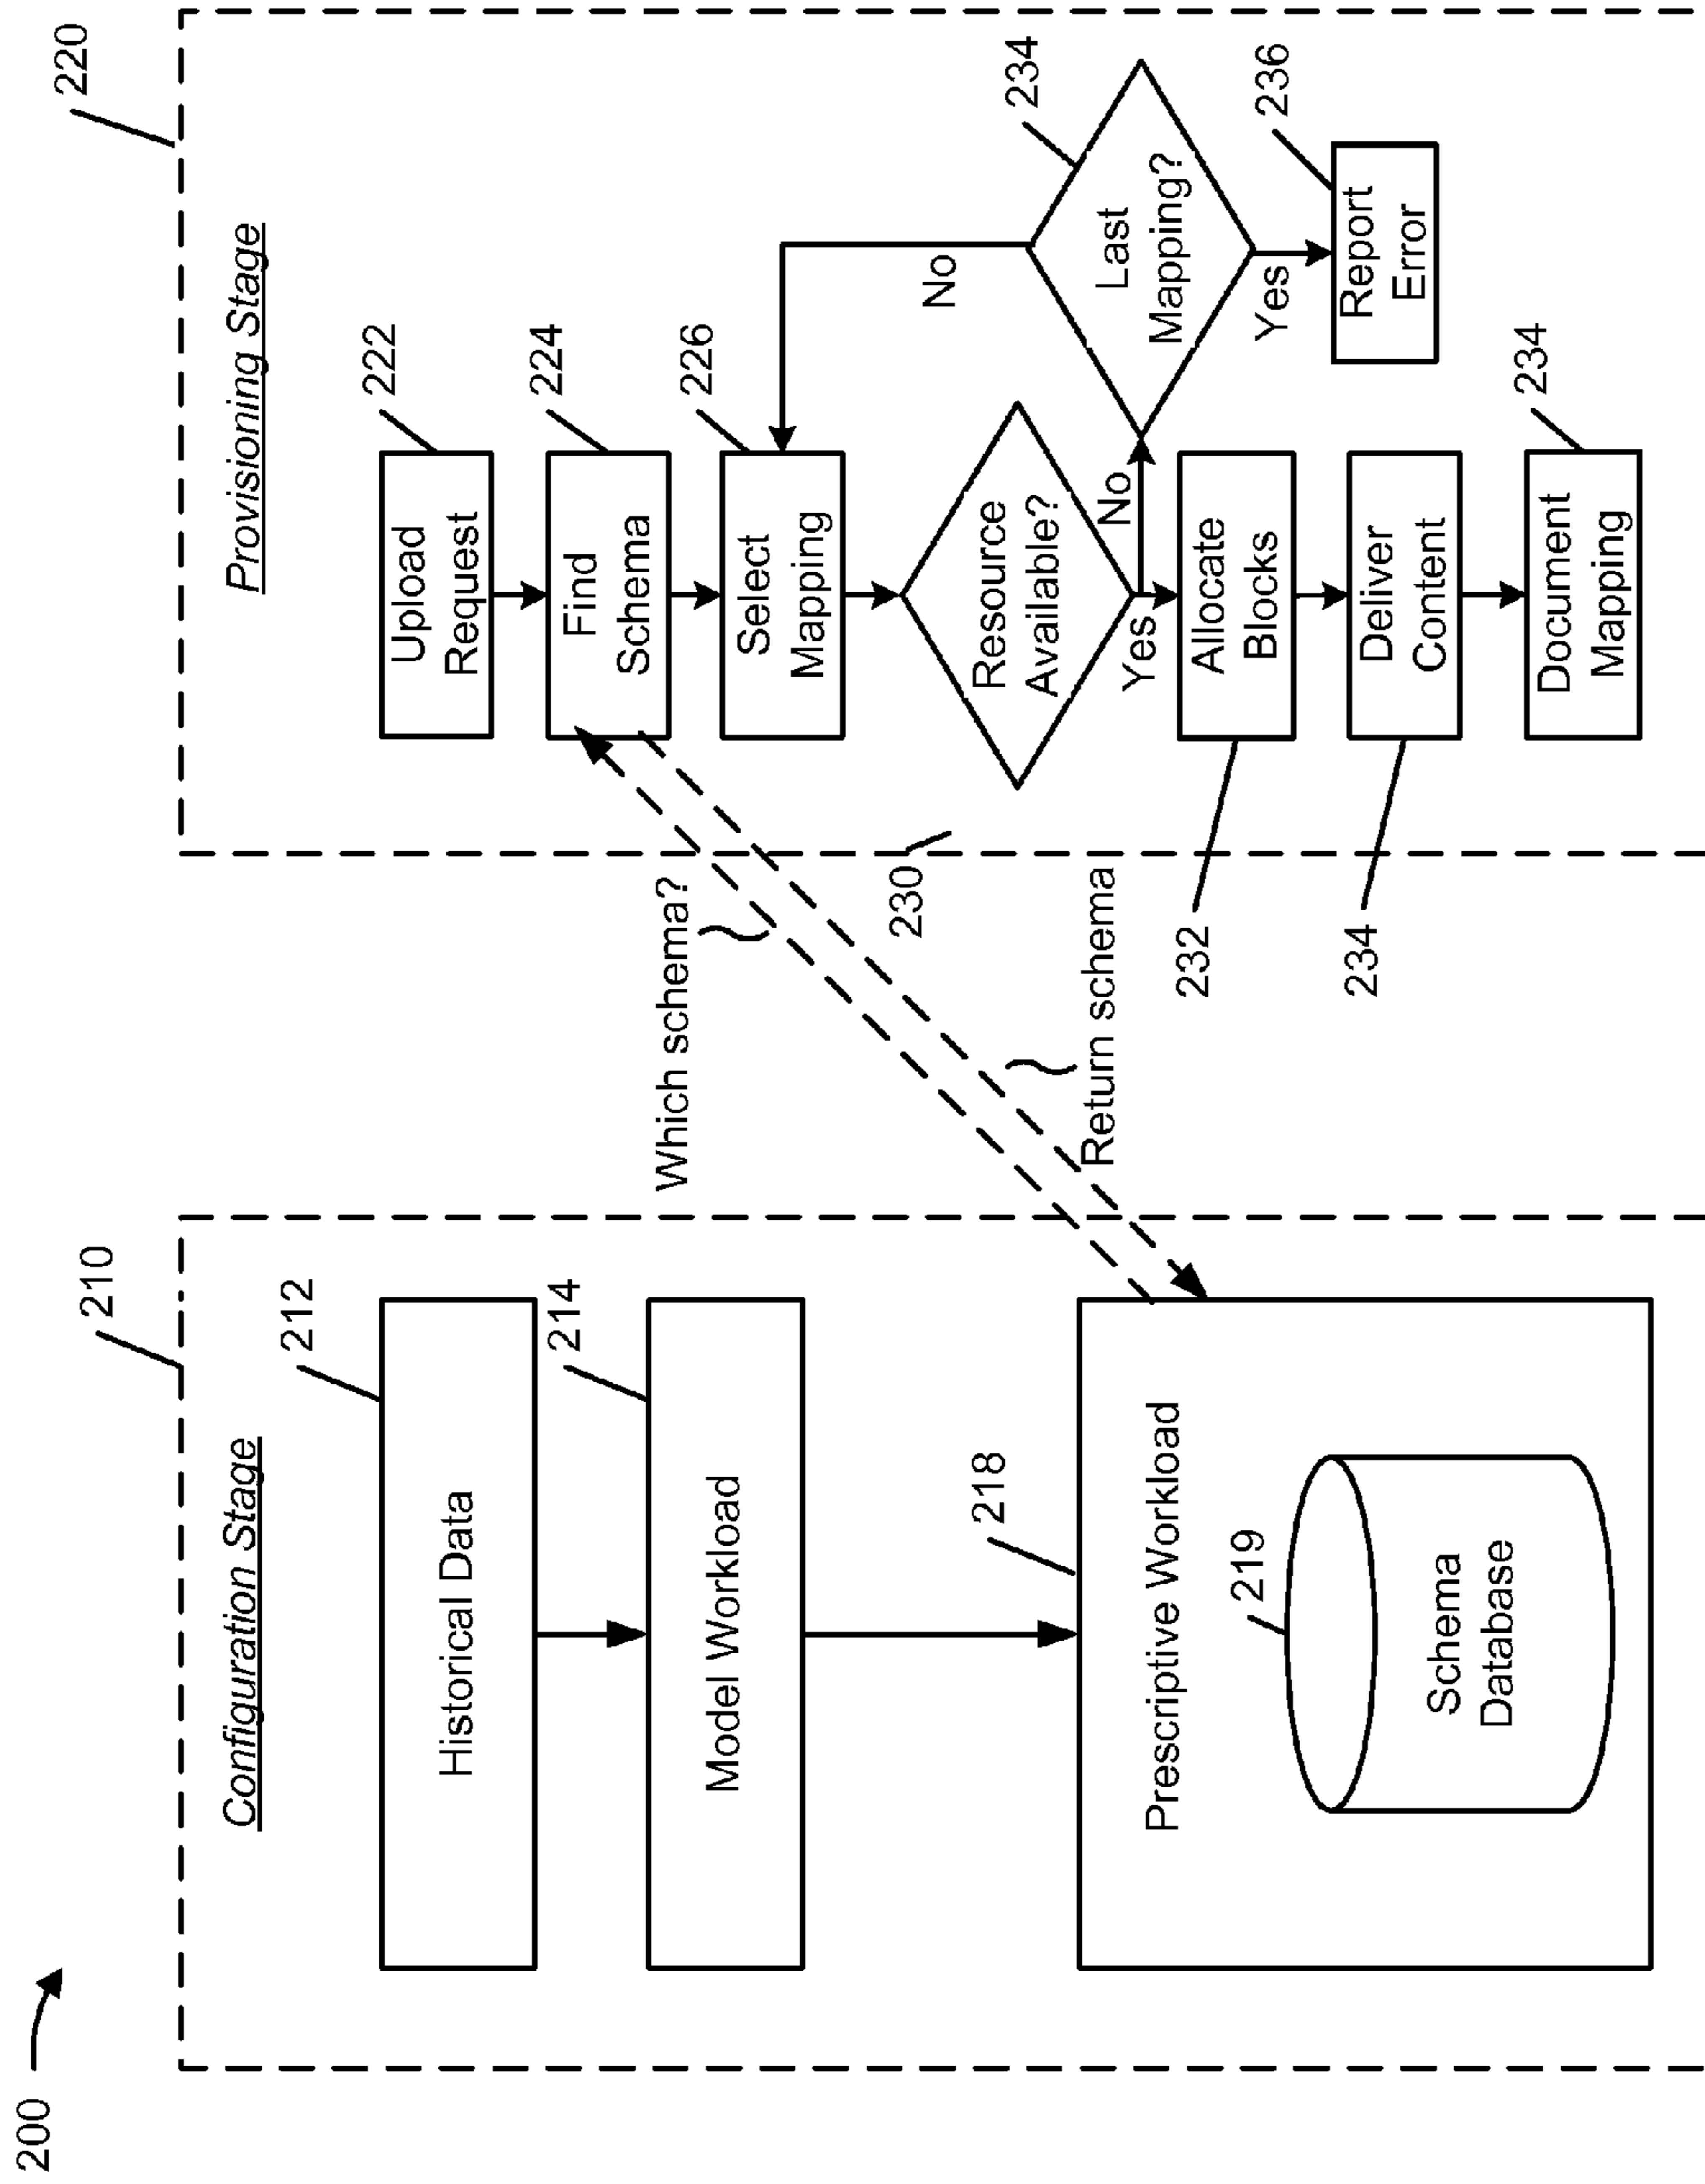 200
210
Configuration Stage
212
Historical Data
214
Model Workload
218
Prescriptive Workload
219
Schema
Database
Which schema?
Return schema
220
Provisioning Stage
222
Upload
Request
224
Find
Schema
226
Select
Mapping
230
Resource
Available?
No
Yes
No
234
Last
Mapping?
Yes
236
Report
Error
232
Allocate
Blocks
234
Deliver
Content
234
Document
Mapping